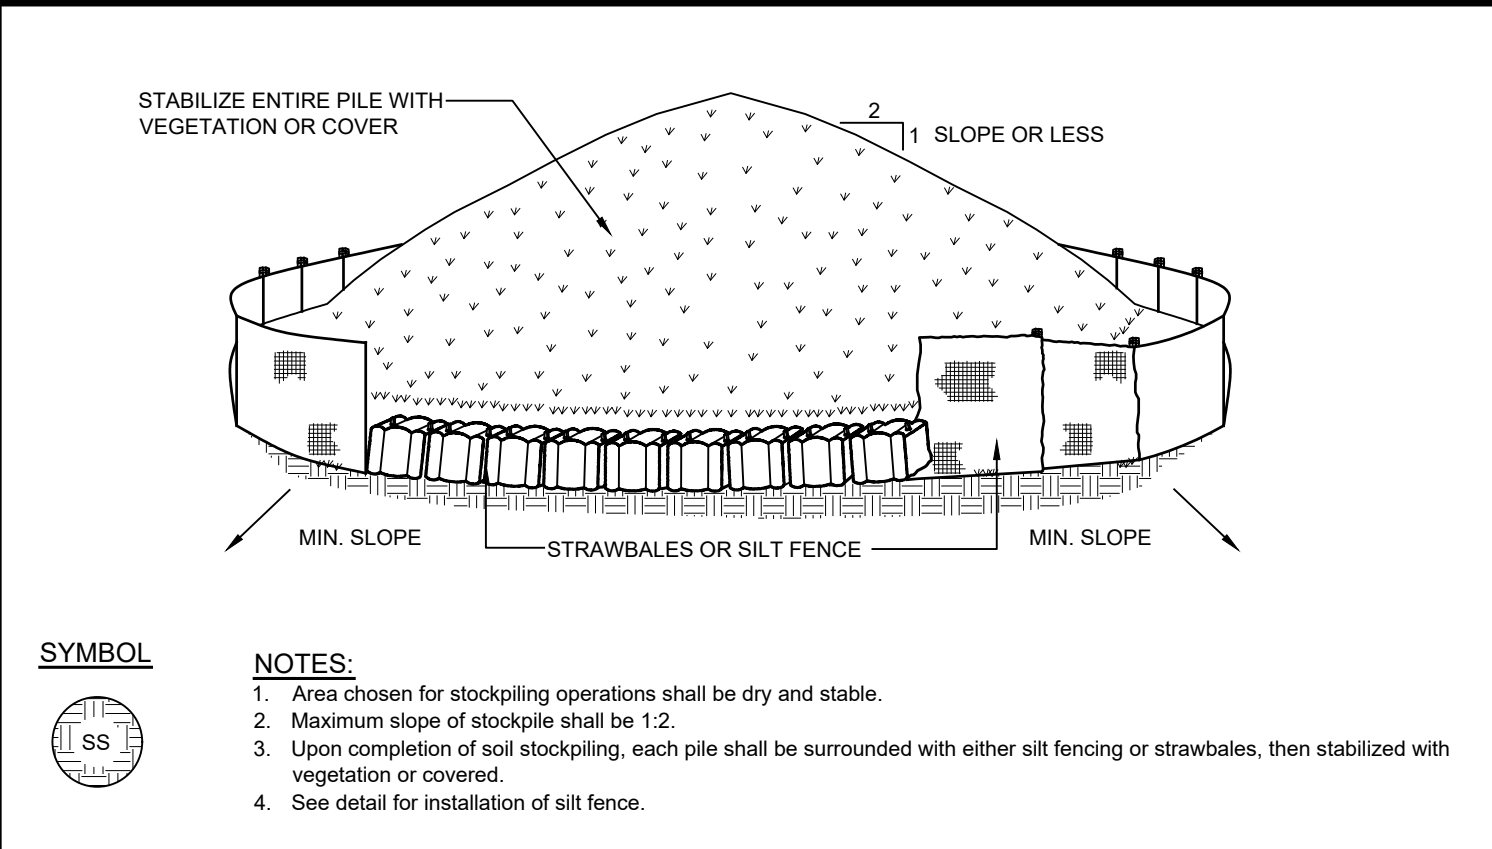 STABILIZE ENTIRE PILE WITH
VEGETATION OR COVER
2
1 SLOPE OR LESS
MIN. SLOPE
STRAWBALES OR SILT FENCE
MIN. SLOPE
SYMBOL
SS
NOTES:
1. Area chosen for stockpiling operations shall be dry and stable.
2. Maximum slope of stockpile shall be 1:2.
3. Upon completion of soil stockpiling, each pile shall be surrounded with either silt fencing or strawbales, then stabilized with
vegetation or covered.
4. See detail for installation of silt fence.